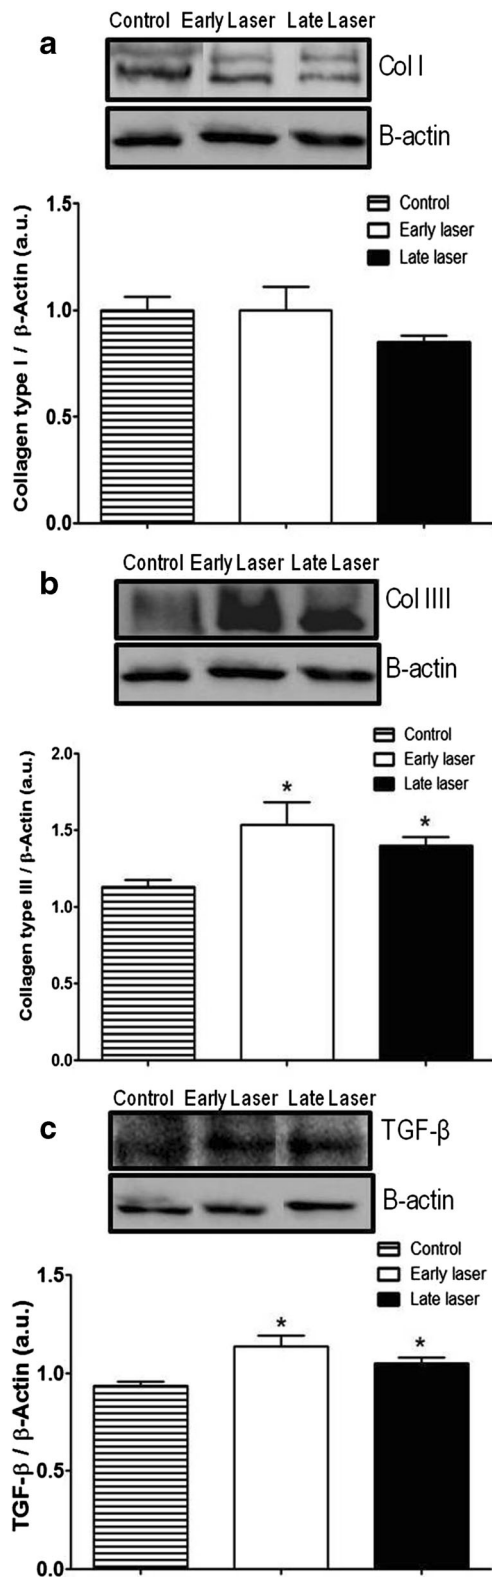 Control Early Laser Late Laser
a
Col I
B-actin
1.5
1.0
0.5
0.0
Collagen type I / β-Actin (a.u.)
Control
Early laser
Late laser
Control Early Laser Late Laser
b
Col IIII
B-actin
2.0
1.5
1.0
0.5
0.0
Collagen type III / β-Actin (a.u.)
Control
Early laser
Late laser
*
*
Control Early Laser Late Laser
c
TGF-β
B-actin
1.5
1.0
0.5
0.0
TGF-β / β-Actin (a.u.)
Control
Early laser
Late laser
*
*